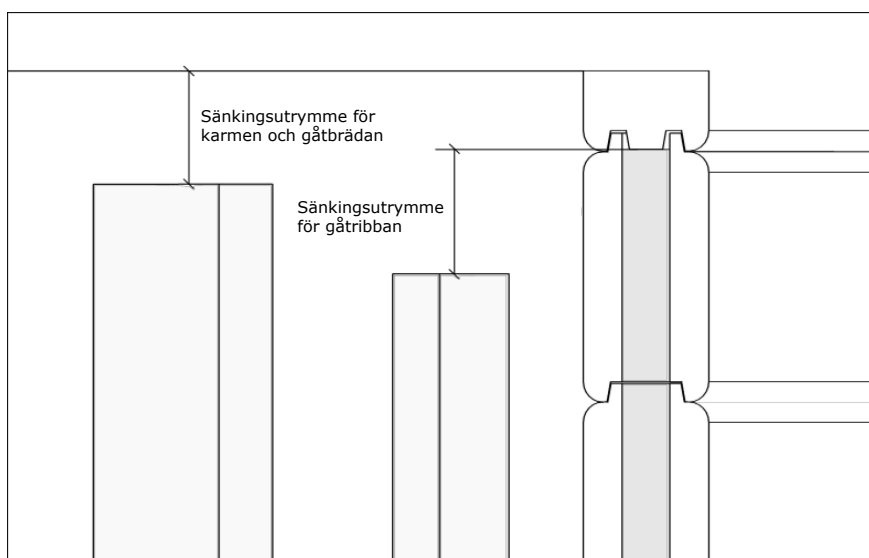 Sänkingsutrymme för
karmen och gåtbrädan
Sänkingsutrymme
för gåtribban